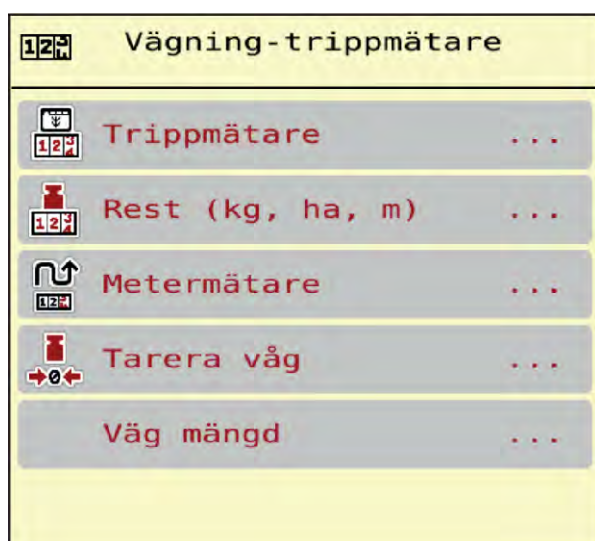 Vägning-trippmätare
Trippmätare ...
Rest (kg, ha, m) ...
Metermätare ...
Tarera våg ...
Väg mängd ...